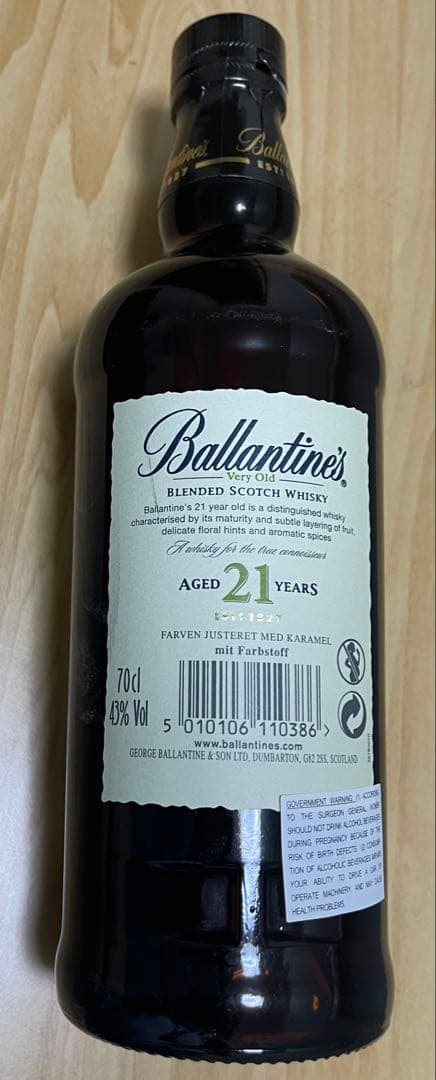 Ball
1827
EST
Ballantine's®
Very Old
BLENDED SCOTCH WHISKY
Ballantine's 21 year old is a distinguished whisky
characterised by its maturity and subtle layering of fruit,
delicate floral hints and aromatic spices
A whisky for the true connoisseur
AGED 21 YEARS
FARVEN JUSTERET MED KARAMEL
mit Farbstoff
70cl
43% Vol
5 010106 110386 >
www.ballantines.com
GEORGE BALLANTINE & SON LTD, DUMBARTON, G82 2SS, SCOTLAND
GOVERNMENT WARNING: (1) ACCORDING
TO THE SURGEON GENERAL, WOMEN
SHOULD NOT DRINK ALCOHOL BEVERAGES
DURING PREGNANCY BECAUSE OF THE
RISK OF BIRTH DEFECTS. (2) CONSUMP-
TION OF ALCOHOLIC BEVERAGES IMPAIRS
YOUR ABILITY TO DRIVE A CAR OR
OPERATE MACHINERY, AND MAY CAUSE
HEALTH PROBLEMS.